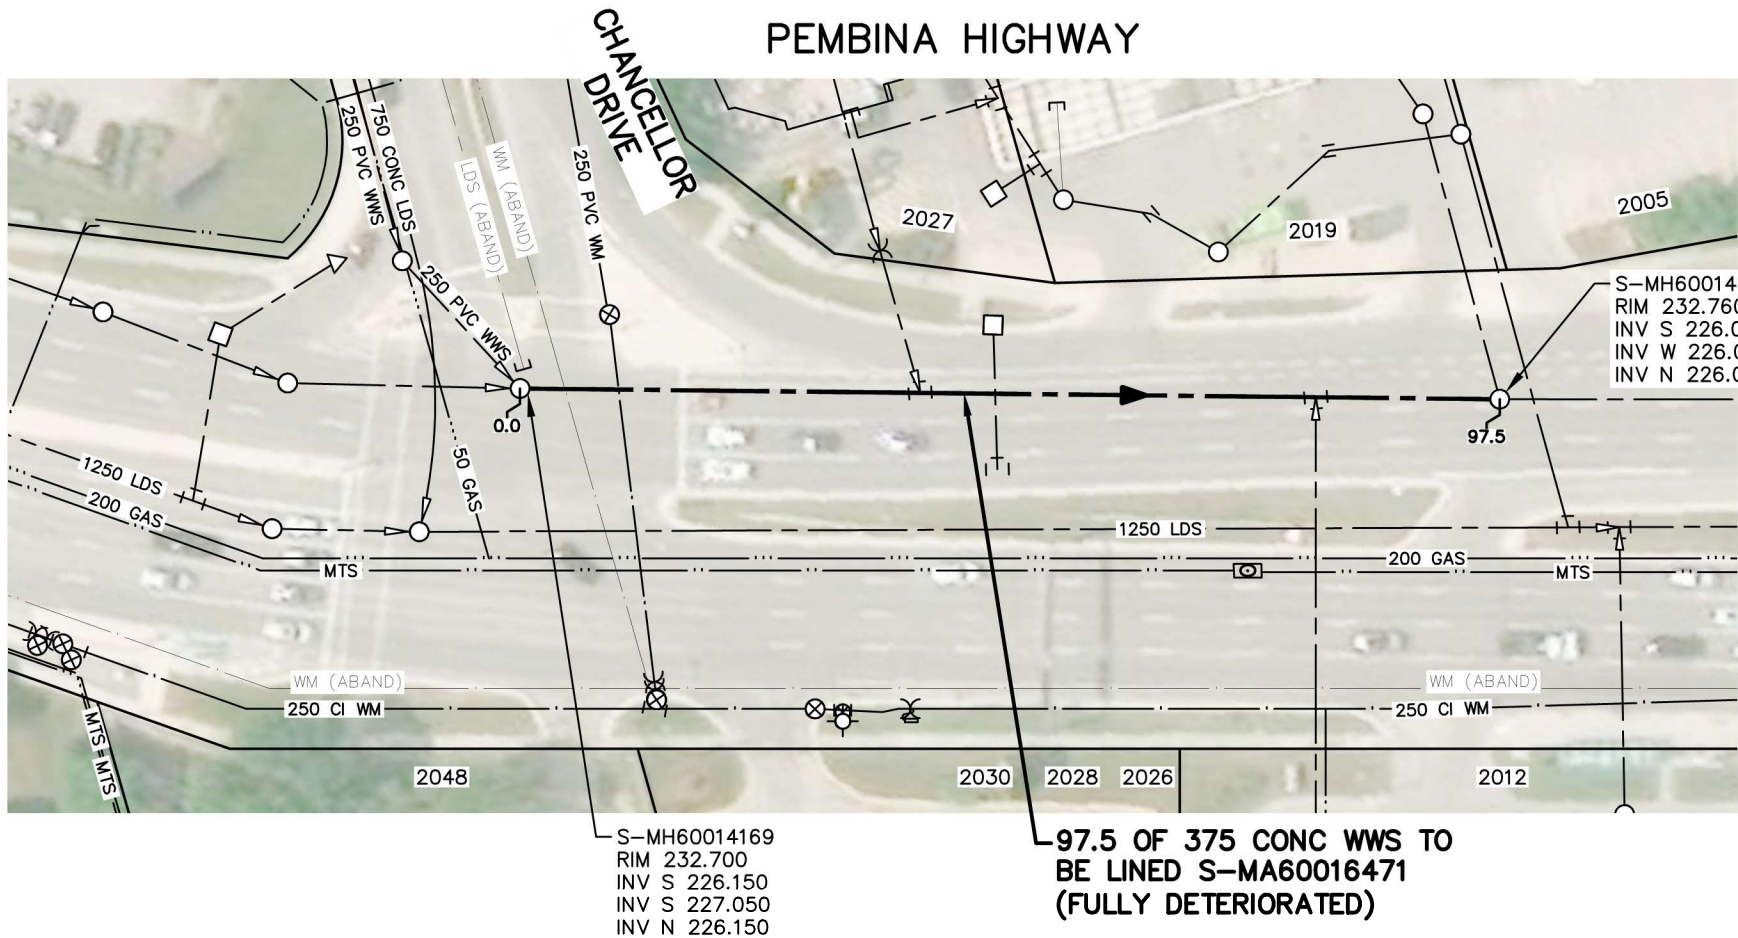 PEMBINA HIGHWAY
CHANCELLOR
DRIVE
250 PVC WWS
750 CONC LDS
LDS (ABAND)
WM (ABAND)
250 PVC WM
250 PVC WWS
2027
2019
2005
S-MH60014
RIM 232.760
INV S 226.0
INV W 226.0
INV N 226.0
0.0
97.5
1250 LDS
200 GAS
50 GAS
MTS
1250 LDS
200 GAS
MTS
WM (ABAND)
250 CI WM
WM (ABAND)
250 CI WM
MTS
MTS
2048
2030
2028
2026
2012
S-MH60014169
RIM 232.700
INV S 226.150
INV S 227.050
INV N 226.150
97.5 OF 375 CONC WWS TO
BE LINED S-MA60016471
(FULLY DETERIORATED)